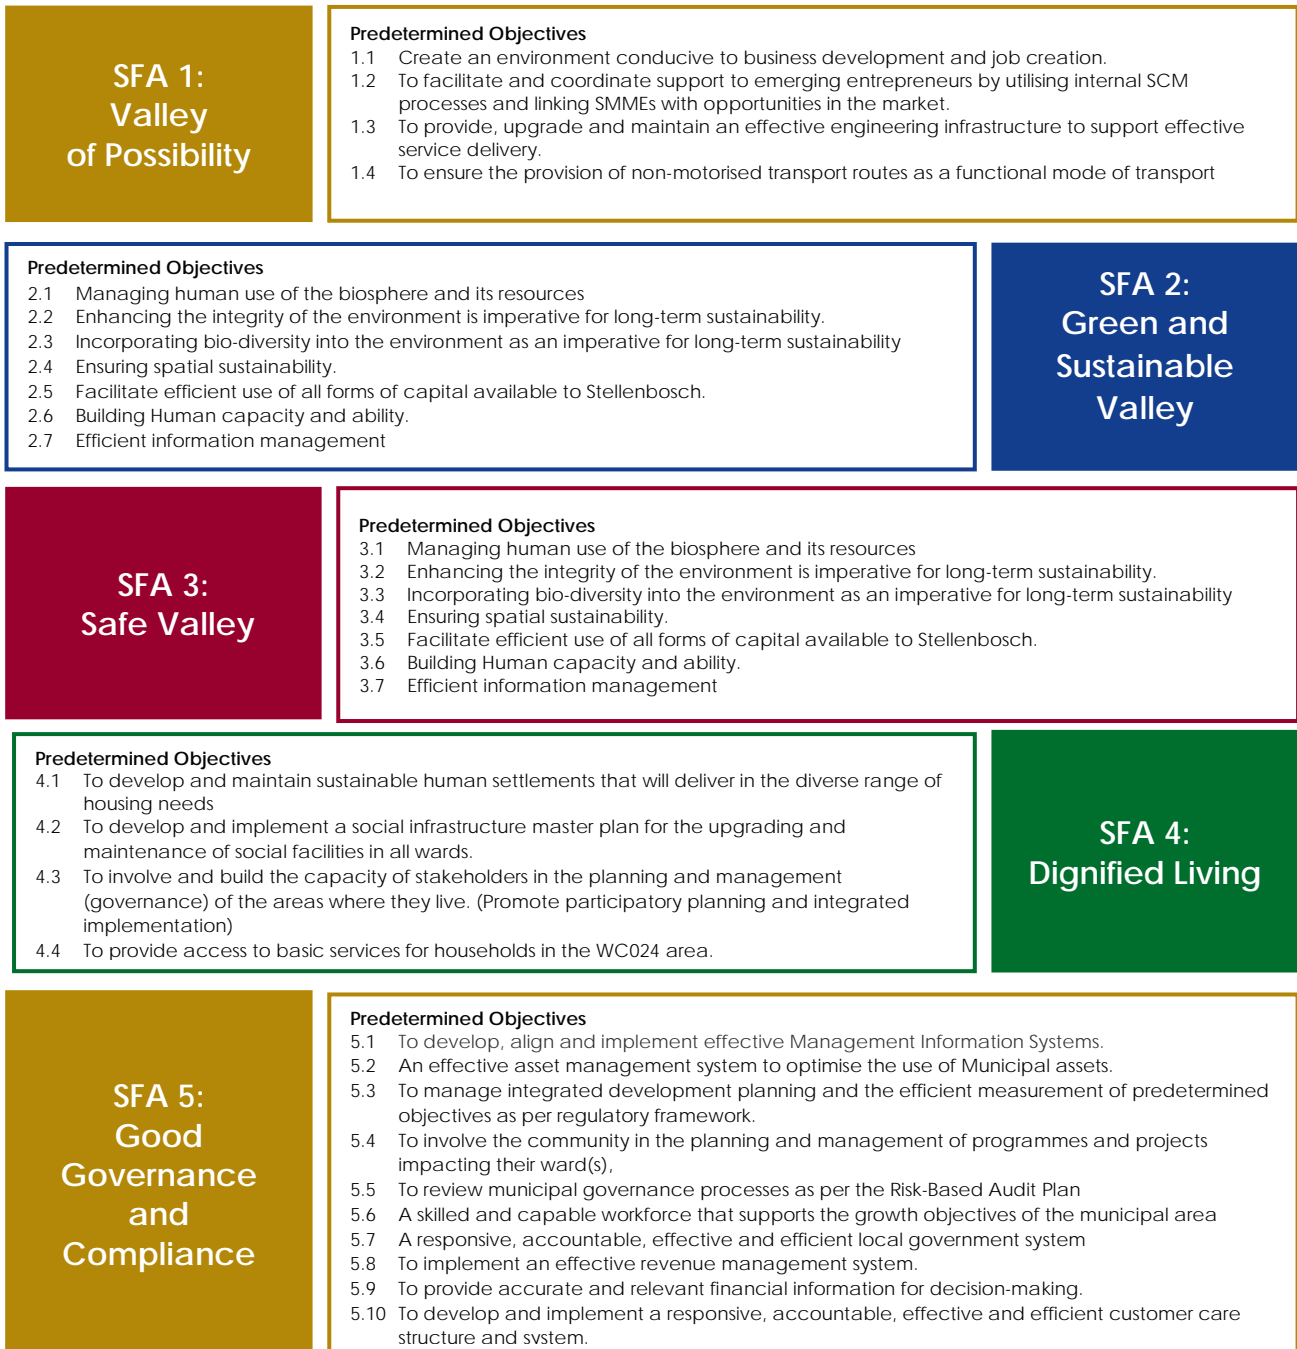 SFA 1:
Valley
of Possibility
Predetermined Objectives
1.1 Create an environment conducive to business development and job creation.
1.2 To facilitate and coordinate support to emerging entrepreneurs by utilising internal SCM
processes and linking SMMEs with opportunities in the market.
1.3 To provide, upgrade and maintain an effective engineering infrastructure to support effective
service delivery.
1.4 To ensure the provision of non-motorised transport routes as a functional mode of transport
Predetermined Objectives
2.1 Managing human use of the biosphere and its resources
2.2 Enhancing the integrity of the environment is imperative for long-term sustainability.
2.3 Incorporating bio-diversity into the environment as an imperative for long-term sustainability
2.4 Ensuring spatial sustainability.
2.5 Facilitate efficient use of all forms of capital available to Stellenbosch.
2.6 Building Human capacity and ability.
2.7 Efficient information management
SFA 2:
Green and
Sustainable
Valley
SFA 3:
Safe Valley
Predetermined Objectives
3.1 Managing human use of the biosphere and its resources
3.2 Enhancing the integrity of the environment is imperative for long-term sustainability.
3.3 Incorporating bio-diversity into the environment as an imperative for long-term sustainability
3.4 Ensuring spatial sustainability.
3.5 Facilitate efficient use of all forms of capital available to Stellenbosch.
3.6 Building Human capacity and ability.
3.7 Efficient information management
Predetermined Objectives
4.1 To develop and maintain sustainable human settlements that will deliver in the diverse range of
housing needs
4.2 To develop and implement a social infrastructure master plan for the upgrading and
maintenance of social facilities in all wards.
4.3 To involve and build the capacity of stakeholders in the planning and management
(governance) of the areas where they live. (Promote participatory planning and integrated
implementation)
4.4 To provide access to basic services for households in the WC024 area.
SFA 4:
Dignified Living
SFA 5:
Good
Governance
and
Compliance
Predetermined Objectives
5.1 To develop, align and implement effective Management Information Systems.
5.2 An effective asset management system to optimise the use of Municipal assets.
5.3 To manage integrated development planning and the efficient measurement of predetermined
objectives as per regulatory framework.
5.4 To involve the community in the planning and management of programmes and projects
impacting their ward(s),
5.5 To review municipal governance processes as per the Risk-Based Audit Plan
5.6 A skilled and capable workforce that supports the growth objectives of the municipal area
5.7 A responsive, accountable, effective and efficient local government system
5.8 To implement an effective revenue management system.
5.9 To provide accurate and relevant financial information for decision-making.
5.10 To develop and implement a responsive, accountable, effective and efficient customer care
structure and system.